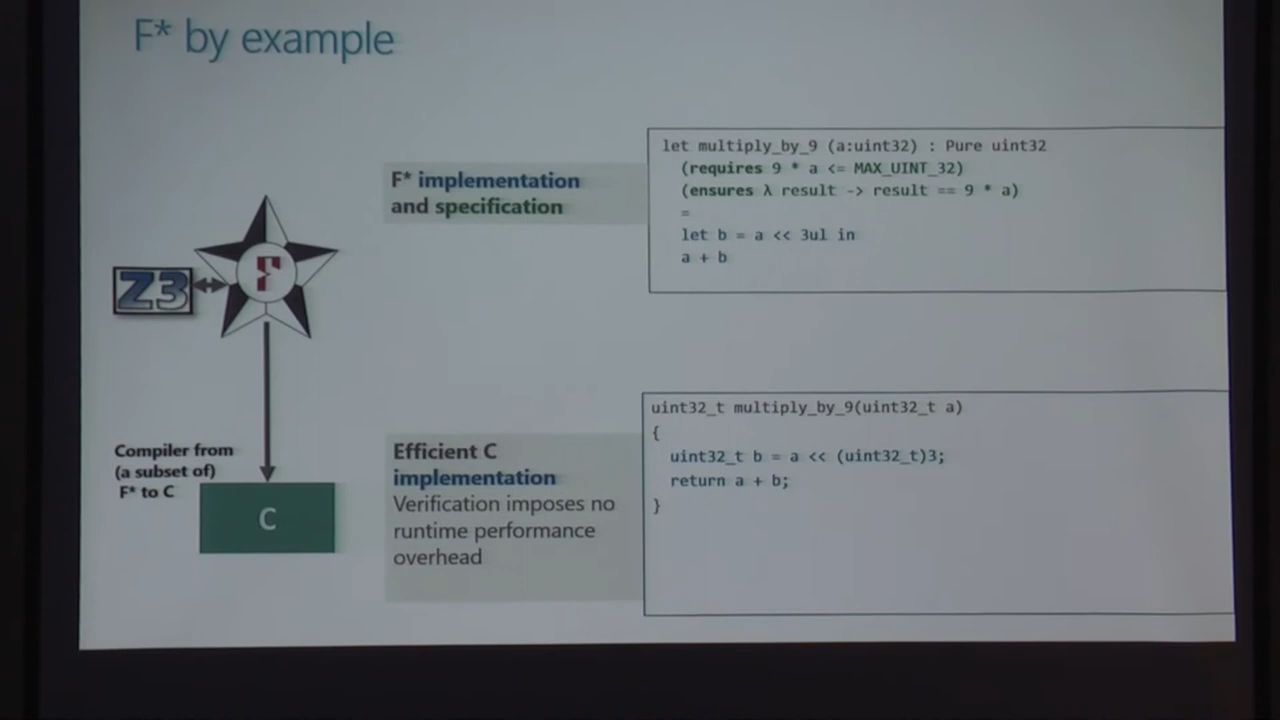 F* by example
F* implementation
and specification
let multiply_by_9 (a:uint32) : Pure uint32
(requires 9 * a <= MAX_UINT_32)
(ensures λ result -> result == 9 * a)
=
let b = a << 3ul in
a + b
Z3
F
Compiler from
(a subset of)
F* to C
C
Efficient C
implementation
Verification imposes no
runtime performance
overhead
uint32_t multiply_by_9(uint32_t a)
{
uint32_t b = a << (uint32_t)3;
return a + b;
}